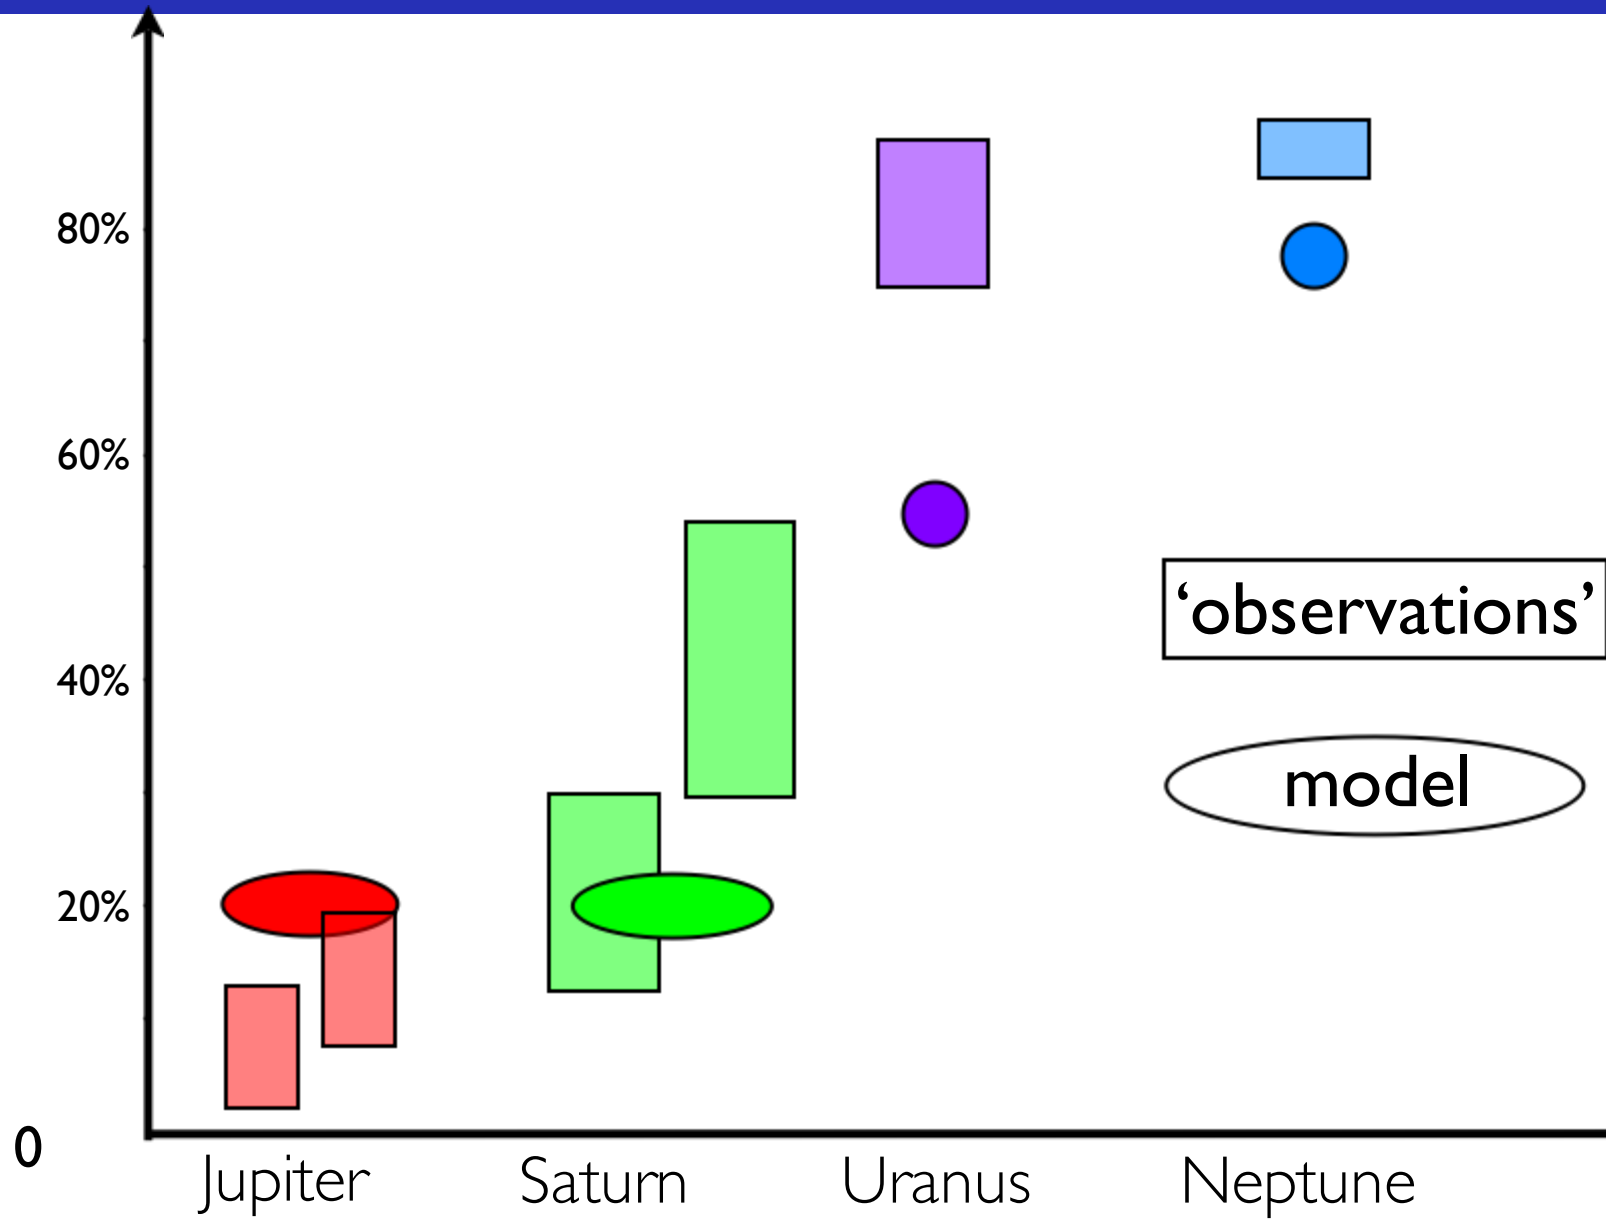 80%
60%
40%
20%
0
‘observations’
model
Jupiter Saturn Uranus Neptune